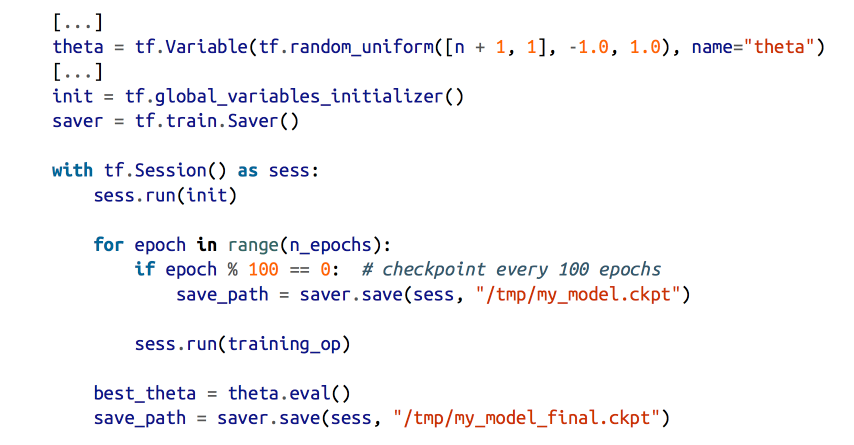 [...]
theta = tf.Variable(tf.random_uniform([n + 1, 1], -1.0, 1.0), name="theta")
[...]
init = tf.global_variables_initializer()
saver = tf.train.Saver()

with tf.Session() as sess:
    sess.run(init)

    for epoch in range(n_epochs):
        if epoch % 100 == 0:  # checkpoint every 100 epochs
            save_path = saver.save(sess, "/tmp/my_model.ckpt")

        sess.run(training_op)

    best_theta = theta.eval()
    save_path = saver.save(sess, "/tmp/my_model_final.ckpt")